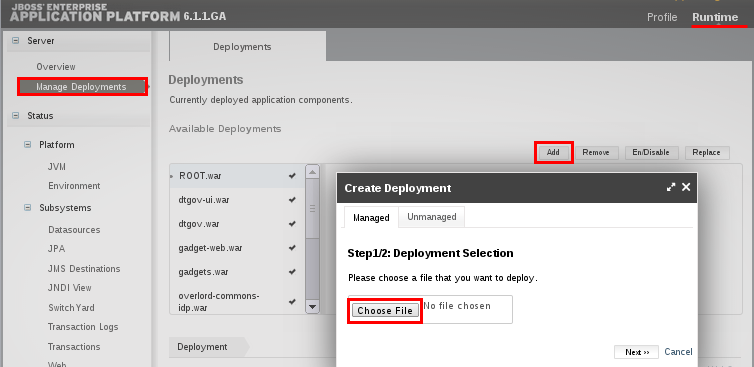 JBOSS® ENTERPRISE
APPLICATION PLATFORM 6.1.1.GA
Profile Runtime
Server
Overview
Manage Deployments
Status
Platform
JVM
Environment
Subsystems
Datasources
JPA
JMS Destinations
JNDI View
Switch Yard
Transaction Logs
Transactions
Web
Deployments
Deployments
Currently deployed application components.
Available Deployments
Add Remove En/Disable Replace
ROOT.war
dtgov-ui.war
dtgov.war
gadget-web.war
gadgets.war
overlord-commons-
idp.war
Deployment
Create Deployment
Managed Unmanaged
Step1/2: Deployment Selection
Please choose a file that you want to deploy.
Choose File No file chosen
Next ›› Cancel